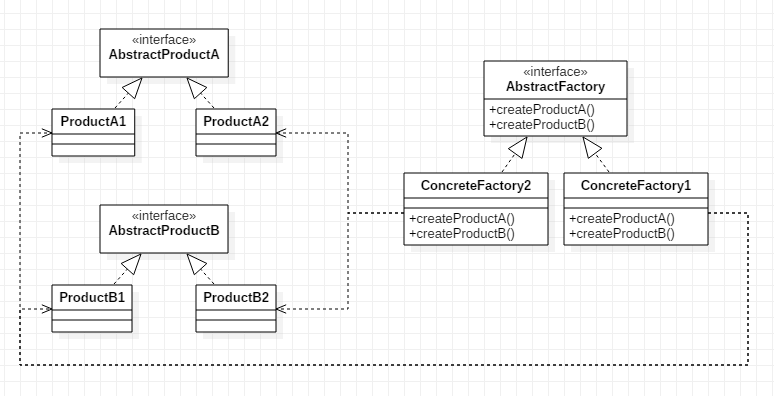 «interface»
AbstractProductA
ProductA1
ProductA2
«interface»
AbstractProductB
ProductB1
ProductB2
«interface»
AbstractFactory
+createProductA()
+createProductB()
ConcreteFactory2
+createProductA()
+createProductB()
ConcreteFactory1
+createProductA()
+createProductB()